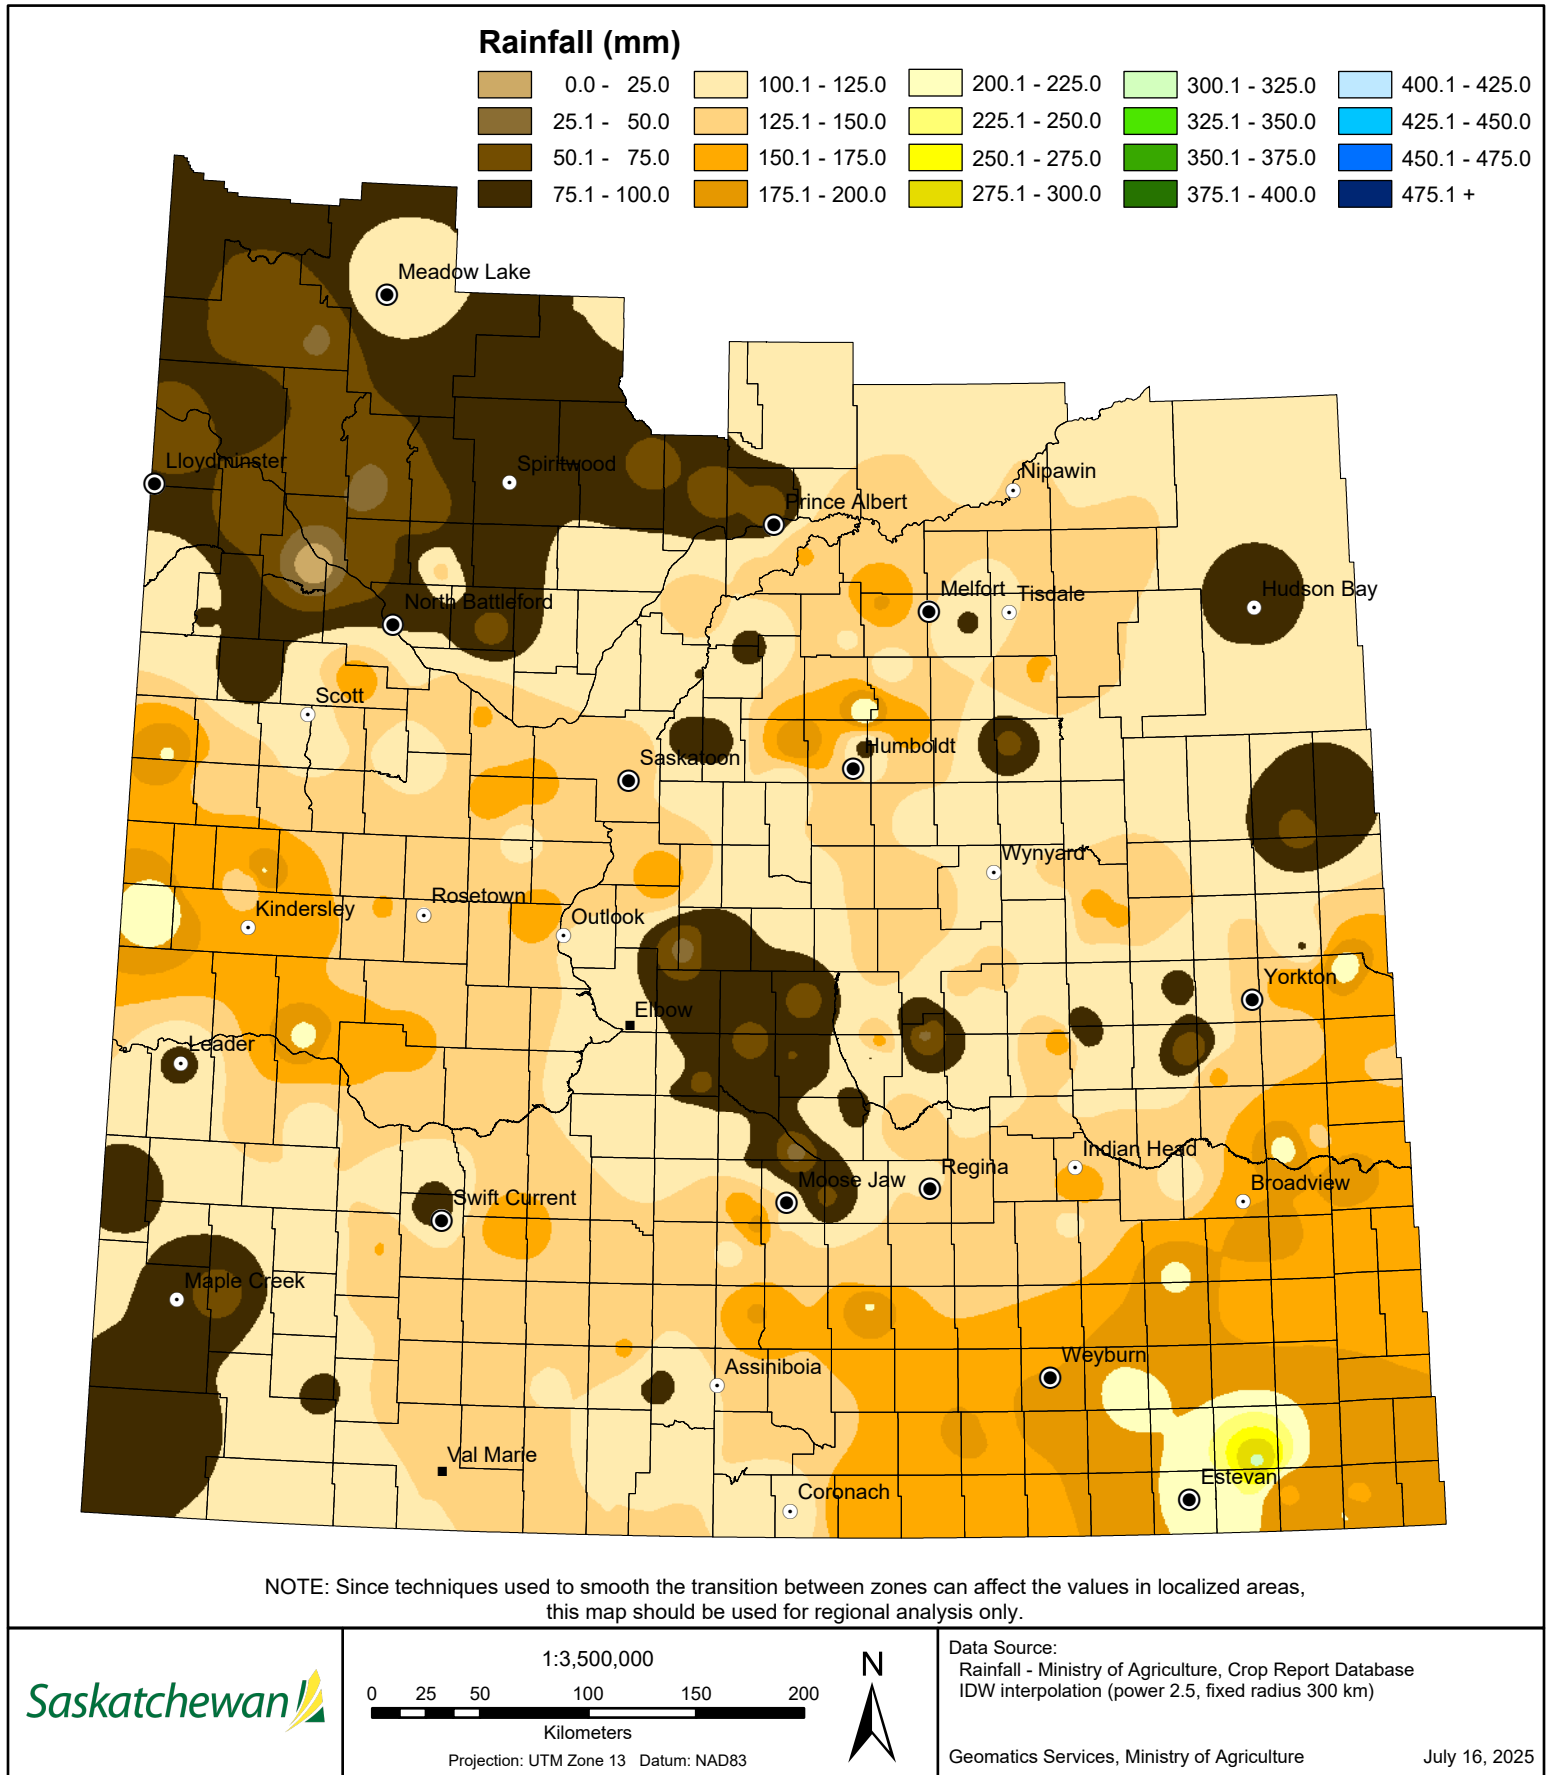 Rainfall (mm)
0.0 - 25.0
25.1 - 50.0
50.1 - 75.0
75.1 - 100.0
100.1 - 125.0
125.1 - 150.0
150.1 - 175.0
175.1 - 200.0
200.1 - 225.0
225.1 - 250.0
250.1 - 275.0
275.1 - 300.0
300.1 - 325.0
325.1 - 350.0
350.1 - 375.0
375.1 - 400.0
400.1 - 425.0
425.1 - 450.0
450.1 - 475.0
475.1 +
Meadow Lake
Lloydminster
Spiritwood
Nipawin
Prince Albert
Melfort
Tisdale
Hudson Bay
North Battleford
Scott
Saskatoon
Humboldt
Wynyard
Rosetown
Kindersley
Outlook
Yorkton
Elbow
Leader
Indian Head
Regina
Moose Jaw
Broadview
Swift Current
Maple Creek
Weyburn
Assiniboia
Val Marie
Estevan
Coronach
NOTE: Since techniques used to smooth the transition between zones can affect the values in localized areas,
this map should be used for regional analysis only.
Saskatchewan
1:3,500,000
0 25 50 100 150 200
Kilometers
Projection: UTM Zone 13 Datum: NAD83
N
Data Source:
Rainfall - Ministry of Agriculture, Crop Report Database
IDW interpolation (power 2.5, fixed radius 300 km)
Geomatics Services, Ministry of Agriculture July 16, 2025